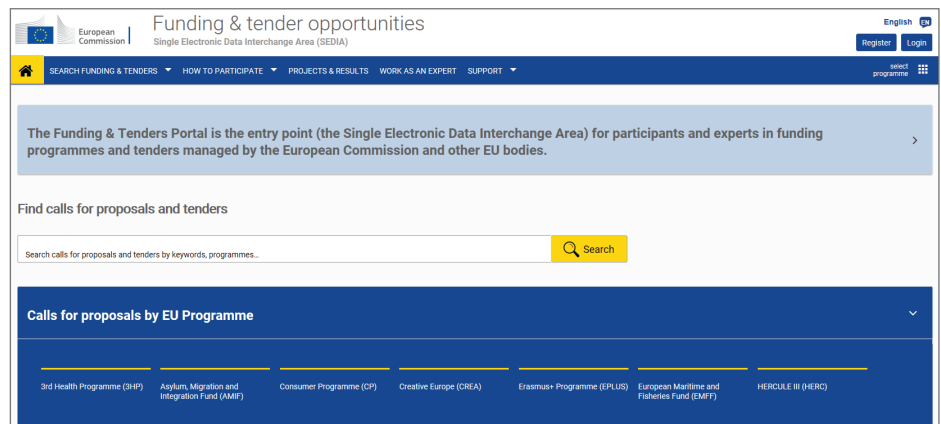 European
Commission
Funding & tender opportunities
Single Electronic Data Interchange Area (SEDIA)
English EN
Register Login
SEARCH FUNDING & TENDERS HOW TO PARTICIPATE PROJECTS & RESULTS WORK AS AN EXPERT SUPPORT
select
programme
The Funding & Tenders Portal is the entry point (the Single Electronic Data Interchange Area) for participants and experts in funding
programmes and tenders managed by the European Commission and other EU bodies.
Find calls for proposals and tenders
Search calls for proposals and tenders by keywords, programmes...
Search
Calls for proposals by EU Programme
3rd Health Programme (3HP)
Asylum, Migration and
Integration Fund (AMIF)
Consumer Programme (CP)
Creative Europe (CREA)
Erasmus+ Programme (EPLUS)
European Maritime and
Fisheries Fund (EMFF)
HERCULE III (HERC)